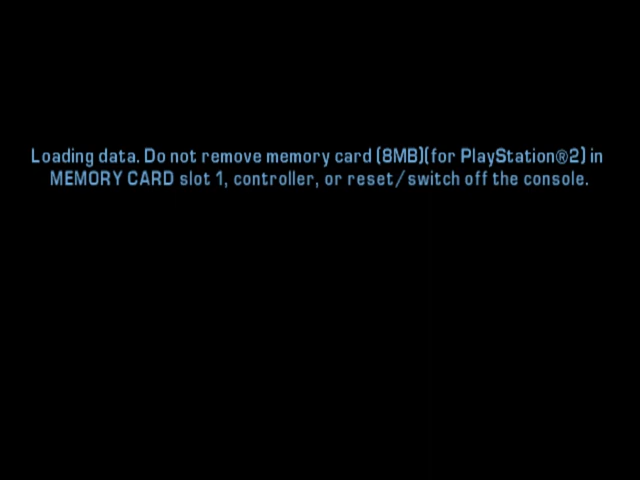 Loading data. Do not remove memory card (8MB)(for PlayStation®2) in
MEMORY CARD slot 1, controller, or reset/switch off the console.